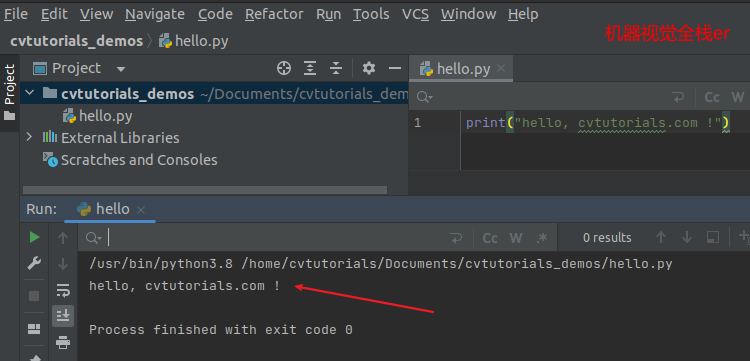 File Edit View Navigate Code Refactor Run Tools VCS Window Help
机器视觉全栈er
cvtutorials_demos hello.py
Project
Project
hello.py
cvtutorials_demos ~/Documents/cvtutorials_dem
hello.py
External Libraries
Scratches and Consoles
Cc W
1 print("hello, cvtutorials.com !")
Run: hello
Cc W .* 0 results
/usr/bin/python3.8 /home/cvtutorials/Documents/cvtutorials_demos/hello.py
hello, cvtutorials.com !
Process finished with exit code 0